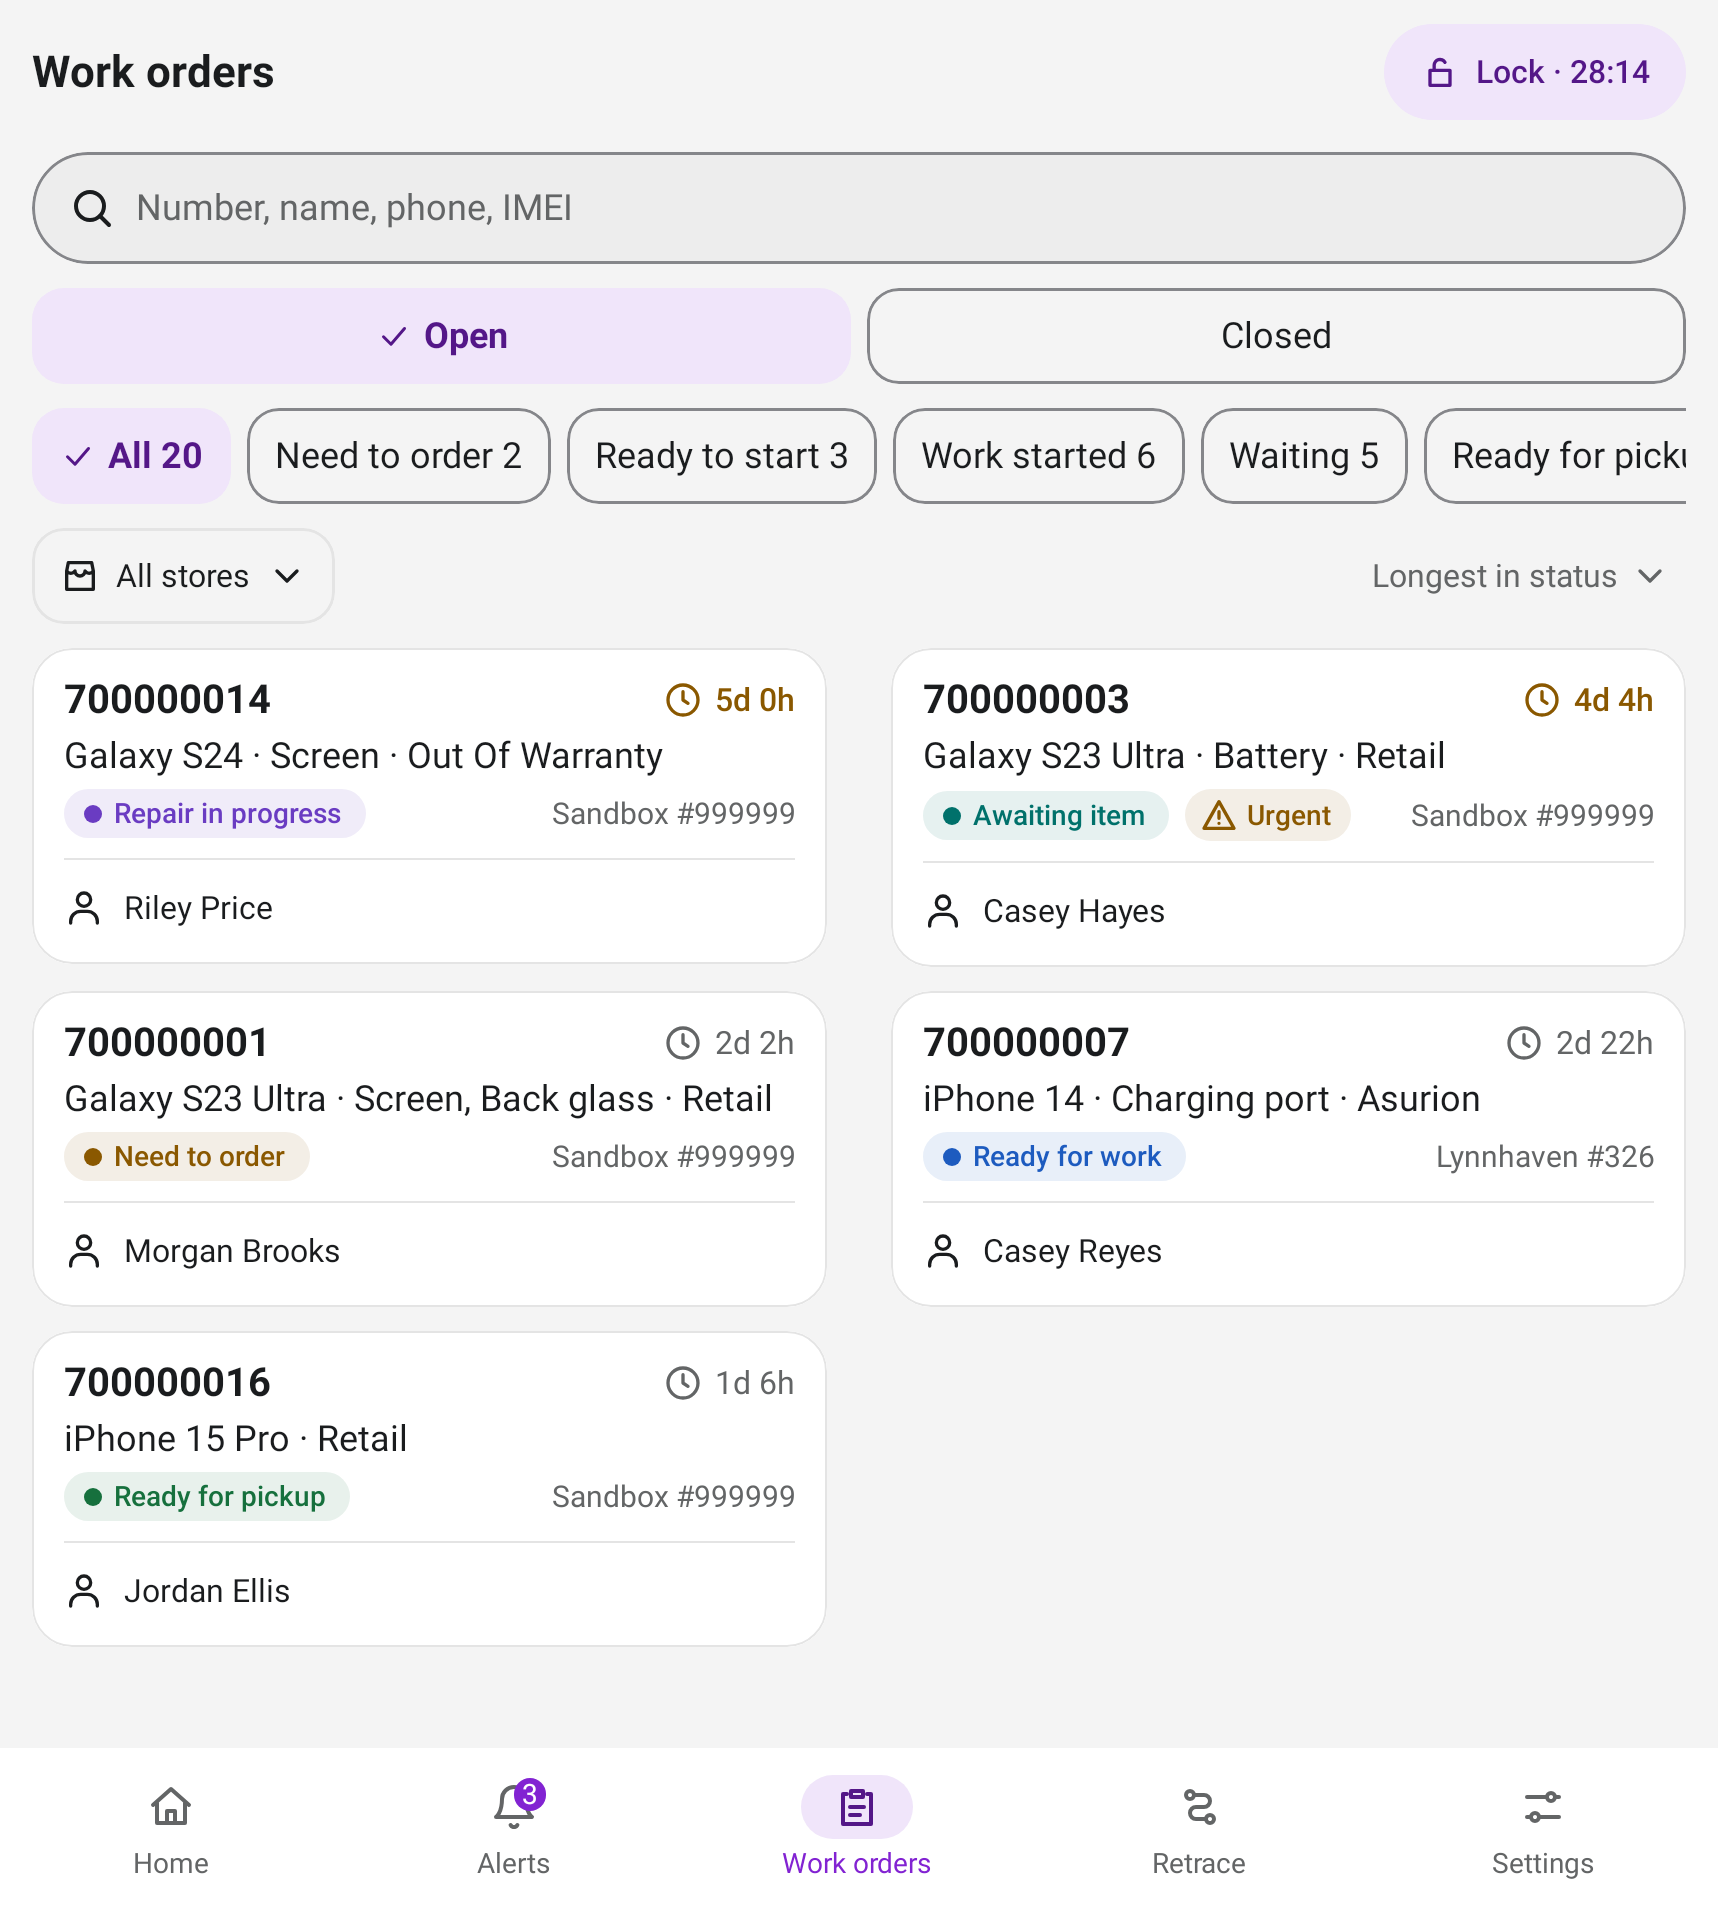 Work orders
Lock · 28:14
Number, name, phone, IMEI
Open
Closed
All 20
Need to order 2
Ready to start 3
Work started 6
Waiting 5
Ready for
All stores
Longest in status
700000014
5d 0h
Galaxy S24 · Screen · Out Of Warranty
Repair in progress
Sandbox #999999
Riley Price
700000003
4d 4h
Galaxy S23 Ultra · Battery · Retail
Awaiting item
Urgent
Sandbox #999999
Casey Hayes
700000001
2d 2h
Galaxy S23 Ultra · Screen, Back glass · Retail
Need to order
Sandbox #999999
Morgan Brooks
700000007
2d 22h
iPhone 14 · Charging port · Asurion
Ready for work
Lynnhaven #326
Casey Reyes
700000016
1d 6h
iPhone 15 Pro · Retail
Ready for pickup
Sandbox #999999
Jordan Ellis
Home
3
Alerts
Work orders
Retrace
Settings